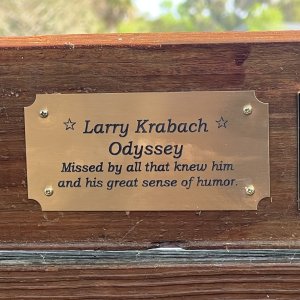 ☆ Larry Krabach ☆
Odyssey
Missed by all that knew him
and his great sense of humor.